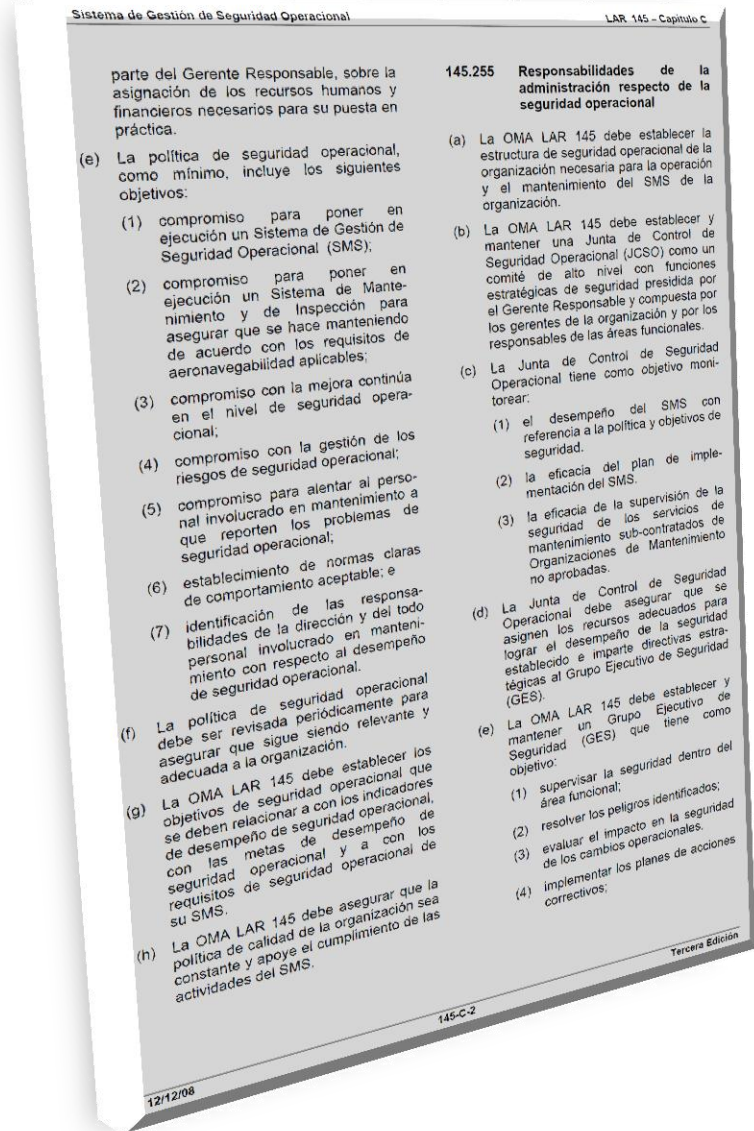 Sistema de Gestión de Seguridad Operacional
LAR 145 – Capitulo C
parte del Gerente Responsable, sobre la
asignación de los recursos humanos y
financieros necesarios para su puesta en
práctica.
(e) La política de seguridad operacional,
como mínimo, incluye los siguientes
objetivos:
(1) compromiso para poner en
ejecución un Sistema de Gestión de
Seguridad Operacional (SMS);
(2) compromiso para poner en
ejecución un Sistema de Mante-
nimiento y de Inspección para
asegurar que se hace manteniendo
de acuerdo con los requisitos de
aeronavegabilidad aplicables;
(3) compromiso con la mejora continúa
en el nivel de seguridad opera-
cional;
(4) compromiso con la gestión de los
riesgos de seguridad operacional;
(5) compromiso para alentar al perso-
nal involucrado en mantenimiento a
que reporten los problemas de
seguridad operacional;
(6) establecimiento de normas claras
de comportamiento aceptable; e
(7) identificación de las responsa-
bilidades de la dirección y del todo
personal involucrado en manteni-
miento con respecto al desempeño
de seguridad operacional.
(f) La política de seguridad operacional
debe ser revisada periódicamente para
asegurar que sigue siendo relevante y
adecuada a la organización.
(g) La OMA LAR 145 debe establecer los
objetivos de seguridad operacional que
se deben relacionar a con los indicadores
de desempeño de seguridad operacional,
con las metas de desempeño de
seguridad operacional y a con los
requisitos de seguridad operacional de
su SMS.
(h) La OMA LAR 145 debe asegurar que la
política de calidad de la organización sea
constante y apoye el cumplimiento de las
actividades del SMS.
145.255 Responsabilidades de la
administración respecto de la
seguridad operacional
(a) La OMA LAR 145 debe establecer la
estructura de seguridad operacional de la
organización necesaria para la operación
y el mantenimiento del SMS de la
organización.
(b) La OMA LAR 145 debe establecer y
mantener una Junta de Control de
Seguridad Operacional (JCSO) como un
comité de alto nivel con funciones
estratégicas de seguridad presidida por
el Gerente Responsable y compuesta por
los gerentes de la organización y por los
responsables de las áreas funcionales.
(c) La Junta de Control de Seguridad
Operacional tiene como objetivo moni-
torear:
(1) el desempeño del SMS con
referencia a la política y objetivos de
seguridad.
(2) la eficacia del plan de imple-
mentación del SMS.
(3) la eficacia de la supervisión de la
seguridad de los servicios de
mantenimiento sub-contratados de
Organizaciones de Mantenimiento
no aprobadas.
(d) La Junta de Control de Seguridad
Operacional debe asegurar que se
asignen los recursos adecuados para
lograr el desempeño de la seguridad
establecido e imparte directivas estra-
tégicas al Grupo Ejecutivo de Seguridad
(GES).
(e) La OMA LAR 145 debe establecer y
mantener un Grupo Ejecutivo de
Seguridad (GES) que tiene como
objetivo:
(1) supervisar la seguridad dentro del
área funcional;
(2) resolver los peligros identificados;
(3) evaluar el impacto en la seguridad
de los cambios operacionales.
(4) implementar los planes de acciones
correctivos;
12/12/08
145-C-2
Tercera Edición